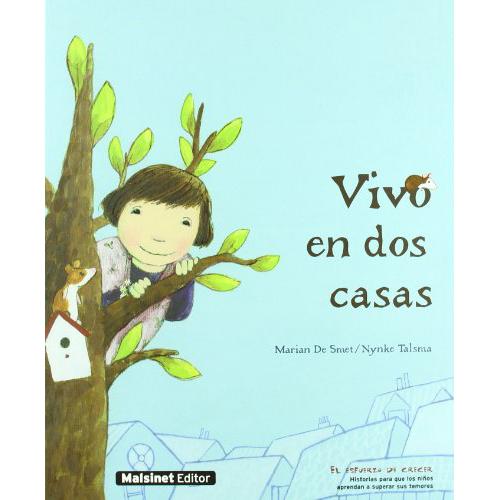 Vivo
en dos
casas
Marian De Smet/Nynke Talsma
EL ESFUERZO DE CRECER
Historias para que los niños
aprendan a superar sus temores
Malsinet Editor